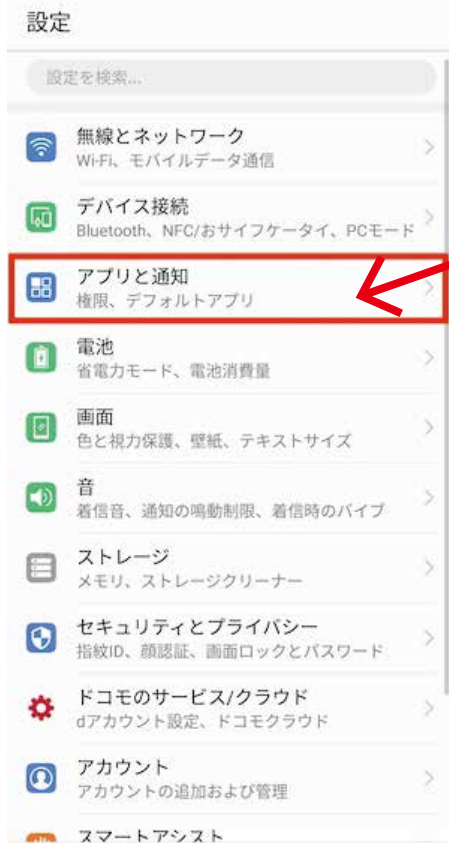 設定
設定を検索...
無線とネットワーク
Wi-Fi、モバイルデータ通信
デバイス接続
Bluetooth、NFC/おサイフケータイ、PCモード
アプリと通知
権限、デフォルトアプリ
電池
省電力モード、電池消費量
画面
色と視力保護、壁紙、テキストサイズ
音
着信音、通知の鳴動制限、着信時のバイブ
ストレージ
メモリ、ストレージクリーナー
セキュリティとプライバシー
指紋ID、顔認証、画面ロックとパスワード
ドコモのサービス/クラウド
dアカウント設定、ドコモクラウド
アカウント
アカウントの追加および管理
スマートアシスト